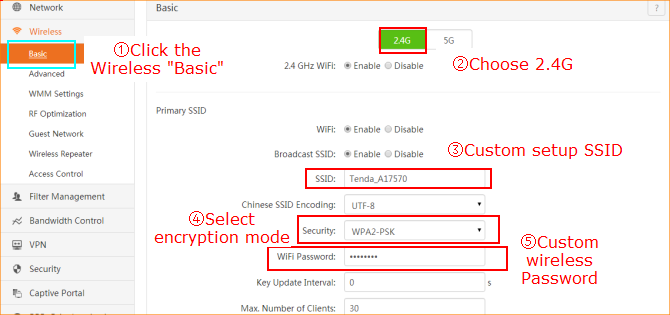 Network
Wireless
Basic
Advanced
WMM Settings
RF Optimization
Guest Network
Wireless Repeater
Access Control
Filter Management
Bandwidth Control
VPN
Security
Captive Portal
①Click the
Wireless "Basic"
Basic
?
2.4G 5G
②Choose 2.4G
2.4 GHz WiFi: Enable Disable
Primary SSID
WiFi: Enable Disable
Broadcast SSID: Enable Disable
③Custom setup SSID
SSID: Tenda_A17570
Chinese SSID Encoding: UTF-8
④Select
encryption mode
Security: WPA2-PSK
WiFi Password: ••••••••
⑤Custom
wireless
Password
Key Update Interval: 0 s
Max. Number of Clients: 30